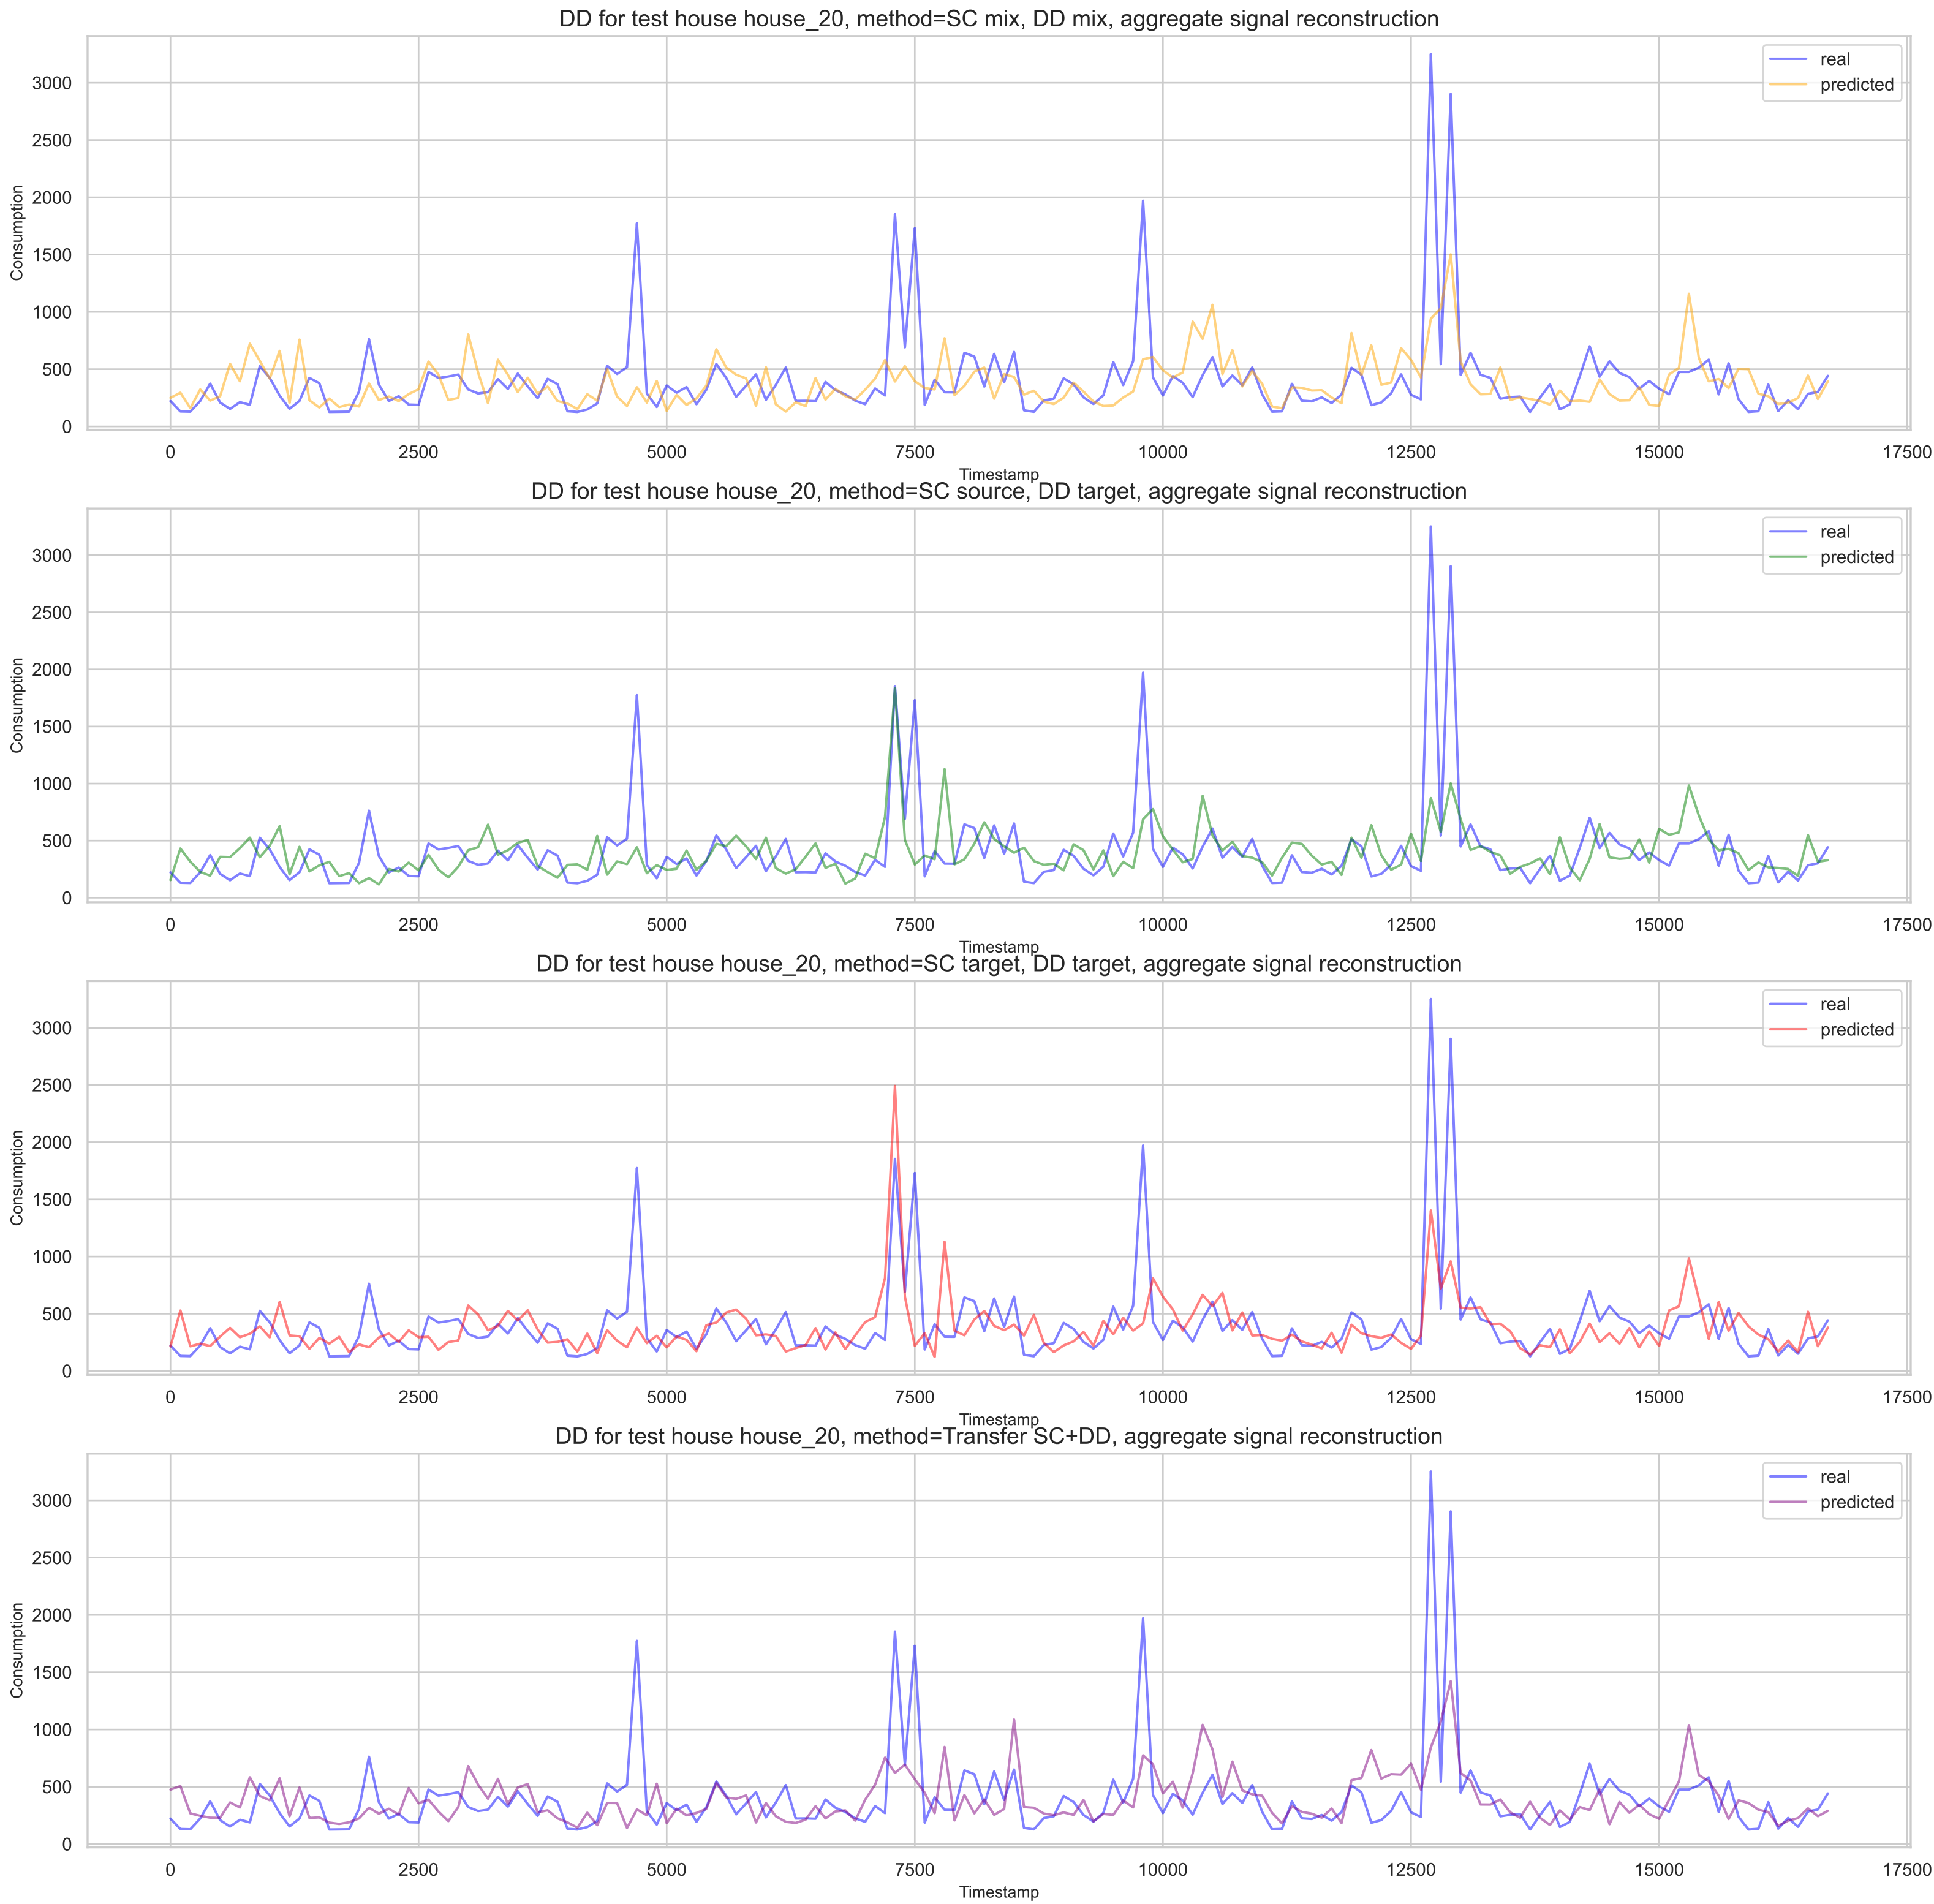 DD for test house house_20, method=SC mix, DD mix, aggregate signal reconstruction
real
predicted
3000
2500
2000
1500
1000
500
0
Consumption
0 2500 5000 7500 10000 12500 15000 17500
Timestamp
DD for test house house_20, method=SC source, DD target, aggregate signal reconstruction
real
predicted
3000
2500
2000
1500
1000
500
0
Consumption
0 2500 5000 7500 10000 12500 15000 17500
Timestamp
DD for test house house_20, method=SC target, DD target, aggregate signal reconstruction
real
predicted
3000
2500
2000
1500
1000
500
0
Consumption
0 2500 5000 7500 10000 12500 15000 17500
Timestamp
DD for test house house_20, method=Transfer SC+DD, aggregate signal reconstruction
real
predicted
3000
2500
2000
1500
1000
500
0
Consumption
0 2500 5000 7500 10000 12500 15000 17500
Timestamp